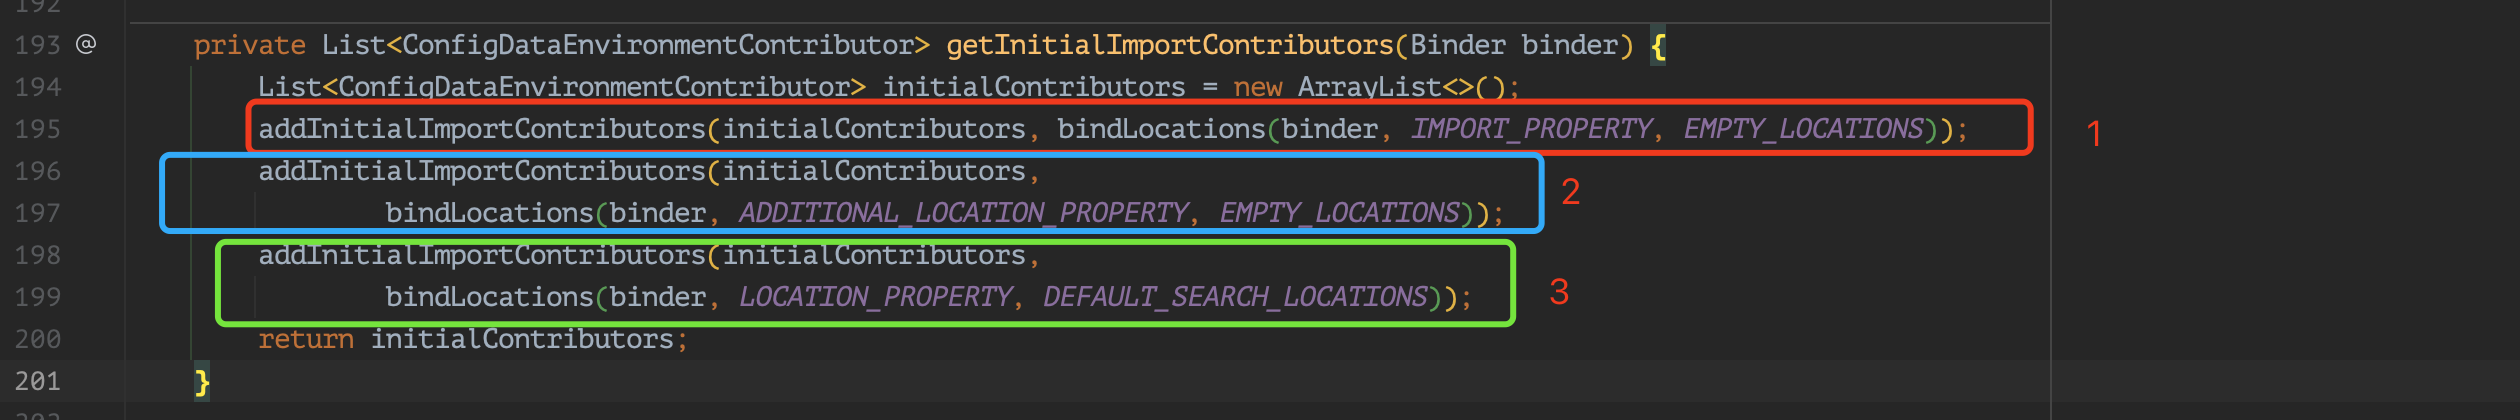 192
193 @ private List<ConfigDataEnvironmentContributor> getInitialImportContributors(Binder binder) {
194 List<ConfigDataEnvironmentContributor> initialContributors = new ArrayList<>();
195 addInitialImportContributors(initialContributors, bindLocations(binder, IMPORT_PROPERTY, EMPTY_LOCATIONS)); 1
196 addInitialImportContributors(initialContributors,
197 bindLocations(binder, ADDITIONAL_LOCATION_PROPERTY, EMPTY_LOCATIONS)); 2
198 addInitialImportContributors(initialContributors,
199 bindLocations(binder, LOCATION_PROPERTY, DEFAULT_SEARCH_LOCATIONS)); 3
200 return initialContributors;
201 }
202